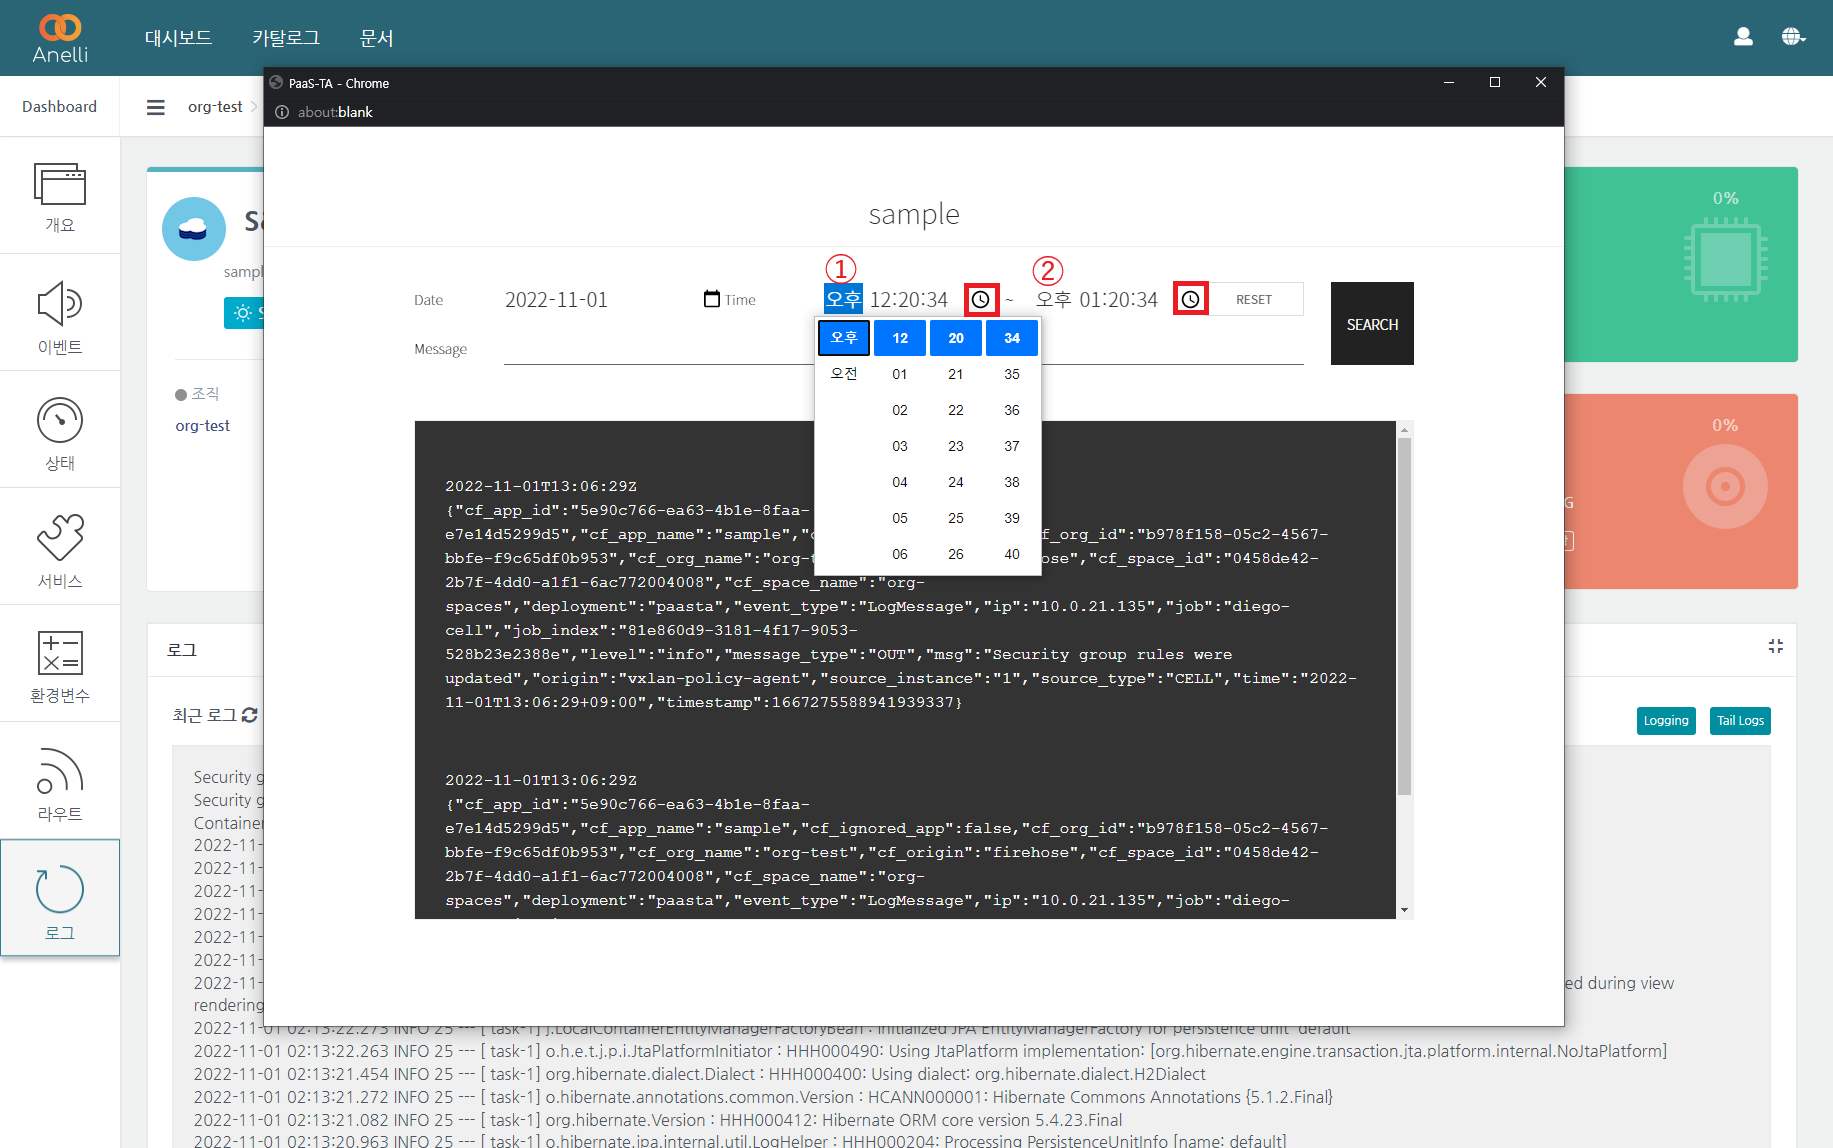 Anelli
대시보드
카탈로그
문서
Dashboard
org-test
PaaS-TA - Chrome
about:blank
개요
이벤트
상태
서비스
환경변수
라우트
로그
sampl
조직
org-test
0%
0%
sample
① ②
Date 2022-11-01 Time 오후 12:20:34 ~ 오후 01:20:34 RESET
SEARCH
Message
오후 12 20 34
오전 01 21 35
02 22 36
03 23 37
04 24 38
05 25 39
06 26 40
2022-11-01T13:06:29Z
{"cf_app_id":"5e90c766-ea63-4b1e-8faa-
e7e14d5299d5","cf_app_name":"sample"," f_org_id":"b978f158-05c2-4567-
bbfe-f9c65df0b953","cf_org_name":"org- ose","cf_space_id":"0458de42-
2b7f-4dd0-a1f1-6ac772004008","cf_space_name":"org-
spaces","deployment":"paasta","event_type":"LogMessage","ip":"10.0.21.135","job":"diego-
cell","job_index":"81e860d9-3181-4f17-9053-
528b23e2388e","level":"info","message_type":"OUT","msg":"Security group rules were
updated","origin":"vxlan-policy-agent","source_instance":"1","source_type":"CELL","time":"2022-
11-01T13:06:29+09:00","timestamp":1667275588941939337}
2022-11-01T13:06:29Z
{"cf_app_id":"5e90c766-ea63-4b1e-8faa-
e7e14d5299d5","cf_app_name":"sample","cf_ignored_app":false,"cf_org_id":"b978f158-05c2-4567-
bbfe-f9c65df0b953","cf_org_name":"org-test","cf_origin":"firehose","cf_space_id":"0458de42-
2b7f-4dd0-a1f1-6ac772004008","cf_space_name":"org-
spaces","deployment":"paasta","event_type":"LogMessage","ip":"10.0.21.135","job":"diego-
로그
최근 로그
Logging
Tail Logs
Security g
Security g
Container
2022-11-
2022-11-
2022-11-
2022-11-
2022-11-
2022-11-
2022-11- ed during view
rendering
2022-11-01 02:13:22.273 INFO 25 --- [ task-1] j.LocalContainerEntityManagerFactoryBean : Initialized JPA EntityManagerFactory for persistence unit 'default'
2022-11-01 02:13:22.263 INFO 25 --- [ task-1] o.h.e.t.j.p.i.JtaPlatformInitiator : HHH000490: Using JtaPlatform implementation: [org.hibernate.engine.transaction.jta.platform.internal.NoJtaPlatform]
2022-11-01 02:13:21.454 INFO 25 --- [ task-1] org.hibernate.dialect.Dialect : HHH000400: Using dialect: org.hibernate.dialect.H2Dialect
2022-11-01 02:13:21.272 INFO 25 --- [ task-1] o.hibernate.annotations.common.Version : HCANN000001: Hibernate Commons Annotations {5.1.2.Final}
2022-11-01 02:13:21.082 INFO 25 --- [ task-1] org.hibernate.Version : HHH000412: Hibernate ORM core version 5.4.23.Final
2022-11-01 02:13:20.963 INFO 25 --- [ task-1] o.hibernate.jpa.internal.util.LogHelper : HHH000204: Processing PersistenceUnitInfo [name: default]